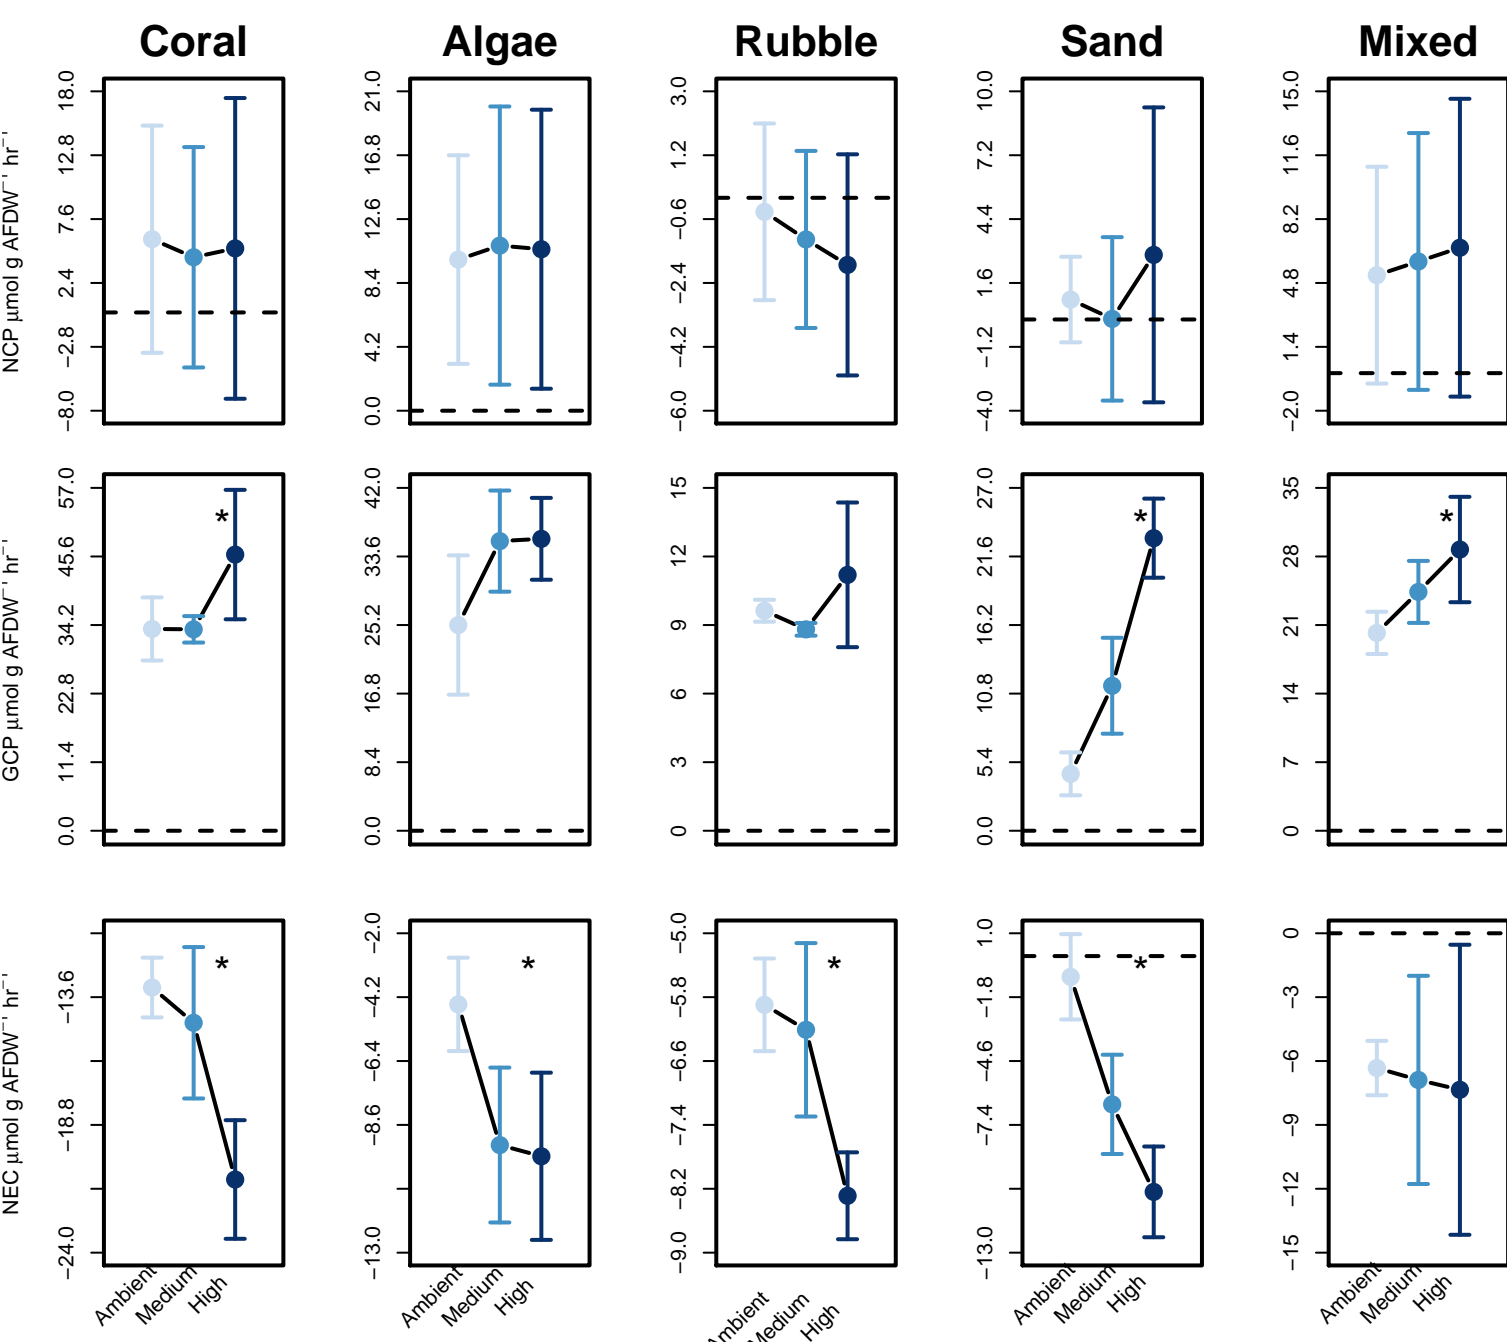 Coral Algae Rubble Sand Mixed
NCP μmol g AFDW⁻¹ hr⁻¹
18.0 12.8 7.6 2.4 −2.8 −8.0
21.0 16.8 12.6 8.4 4.2 0.0
3.0 1.2 −0.6 −2.4 −4.2 −6.0
10.0 7.2 4.4 1.6 −1.2 −4.0
15.0 11.6 8.2 4.8 1.4 −2.0
GCP μmol g AFDW⁻¹ hr⁻¹
57.0 45.6 34.2 22.8 11.4 0.0
*
42.0 33.6 25.2 16.8 8.4 0.0
15 12 9 6 3 0
27.0 21.6 16.2 10.8 5.4 0.0
*
35 28 21 14 7 0
*
NEC μmol g AFDW⁻¹ hr⁻¹
−13.6 −18.8 −24.0
*
−2.0 −4.2 −6.4 −8.6 −13.0
*
−5.0 −5.8 −6.6 −7.4 −8.2 −9.0
*
1.0 −1.8 −4.6 −7.4 −13.0
*
0 −3 −6 −9 −12 −15
Ambient Medium High
Ambient Medium High
Ambient Medium High
Ambient Medium High
Ambient Medium High